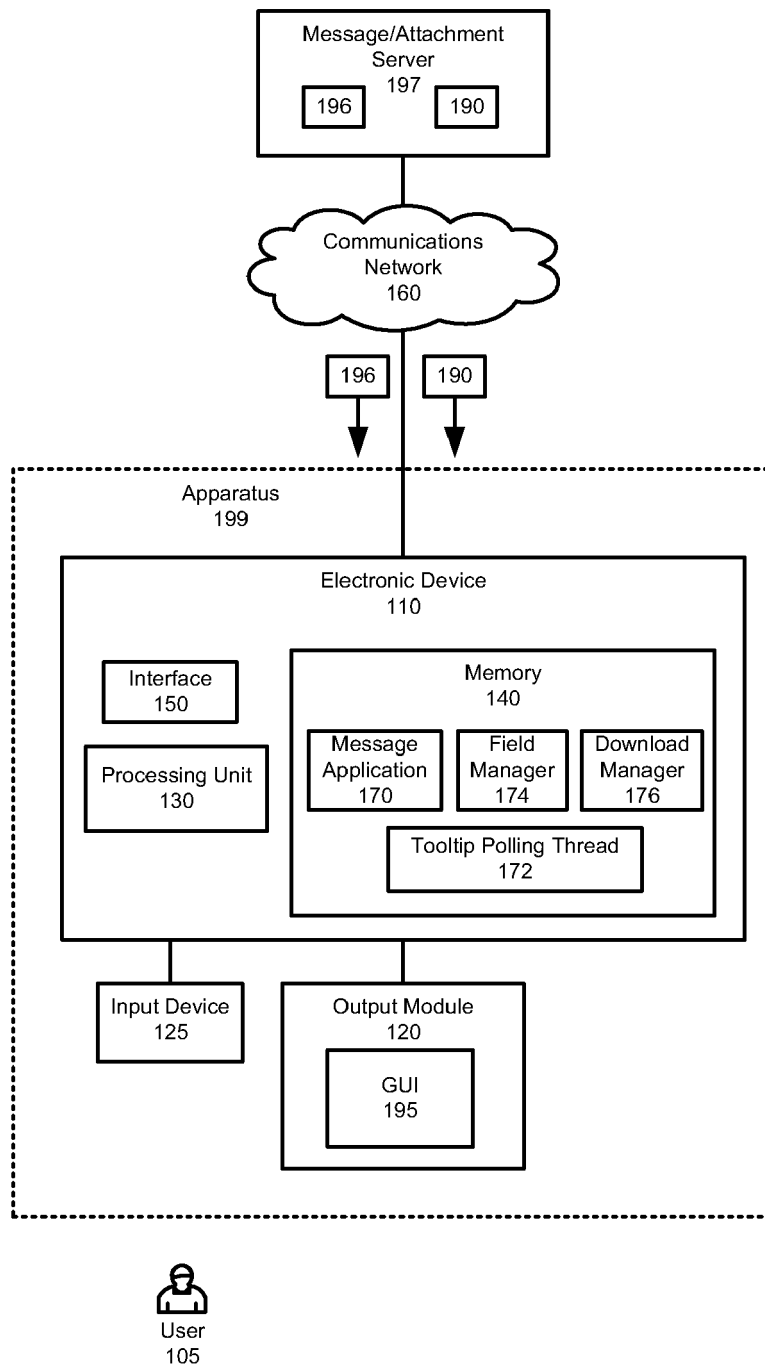 Message/Attachment
Server
197
196
190
Communications
Network
160
196
190
Apparatus
199
Electronic Device
110
Interface
150
Processing Unit
130
Memory
140
Message
Application
170
Field
Manager
174
Download
Manager
176
Tooltip Polling Thread
172
Input Device
125
Output Module
120
GUI
195
User
105